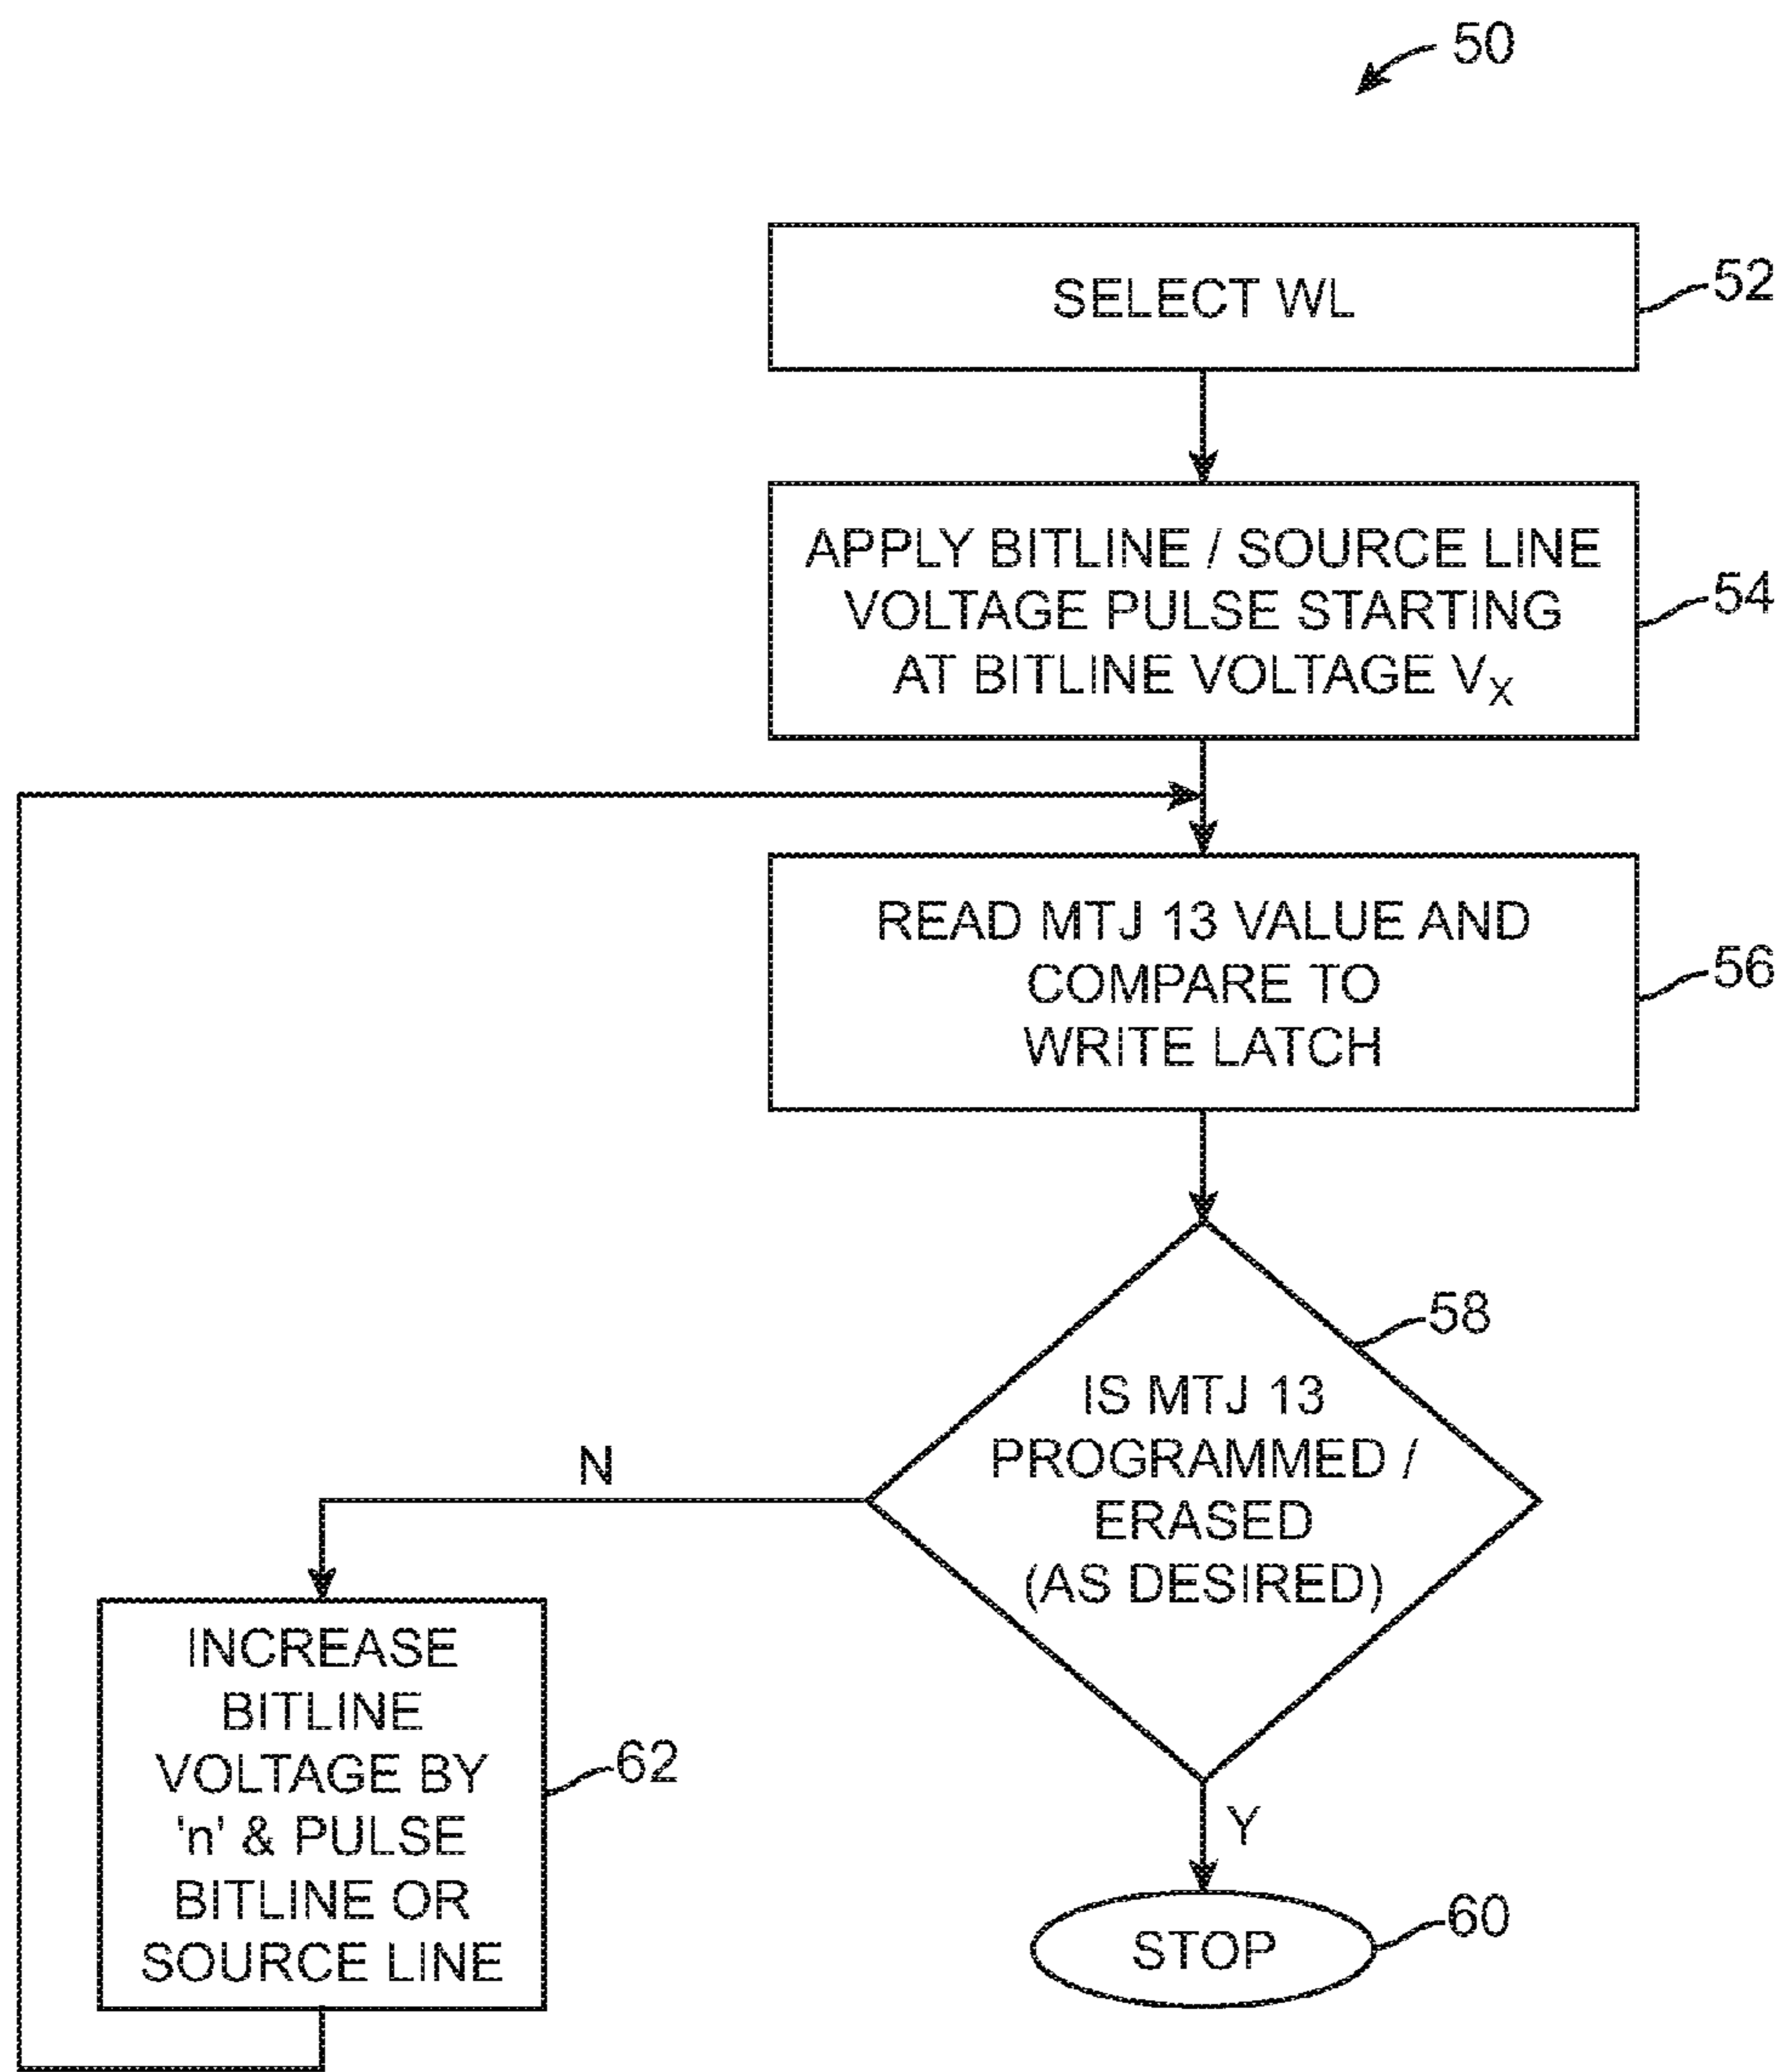 50
SELECT WL
52
APPLY BITLINE / SOURCE LINE
VOLTAGE PULSE STARTING
AT BITLINE VOLTAGE VX
54
READ MTJ 13 VALUE AND
COMPARE TO
WRITE LATCH
56
58
IS MTJ 13
PROGRAMMED /
ERASED
(AS DESIRED)
N
INCREASE
BITLINE
VOLTAGE BY
'n' & PULSE
BITLINE OR
SOURCE LINE
62
Y
STOP
60